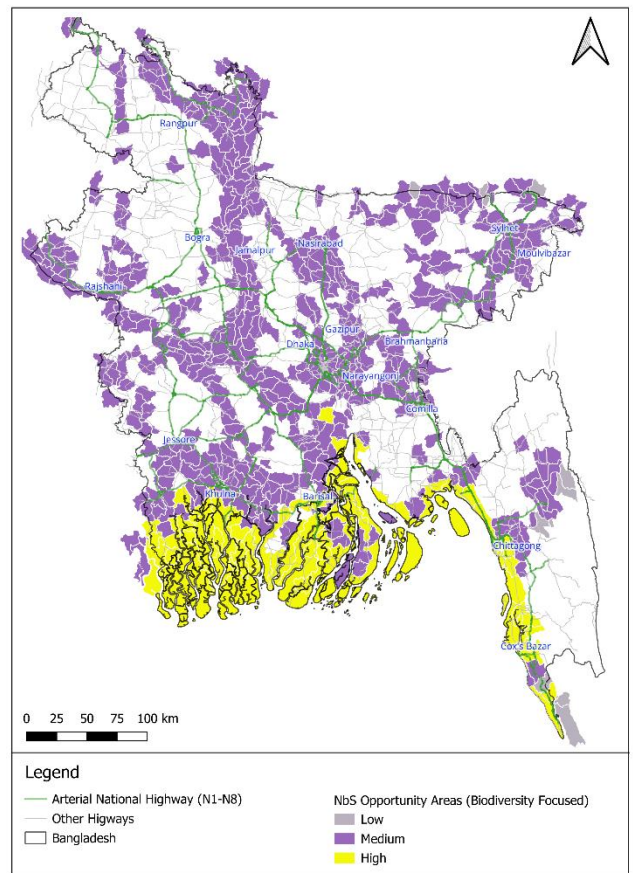 Rangpur
Sylhet
Bogra
Jamalpur
Nasirabad
Moulvibazar
Rajshani
Gazipur
Dhaka
Brahmanbaria
Narayangonj
Comilla
Jessore
Khulna
Barisal
Chittagong
Cox's Bazar
0 25 50 75 100 km
Legend
Arterial National Highway (N1-N8)
Other Higways
Bangladesh
NbS Opportunity Areas (Biodiversity Focused)
Low
Medium
High